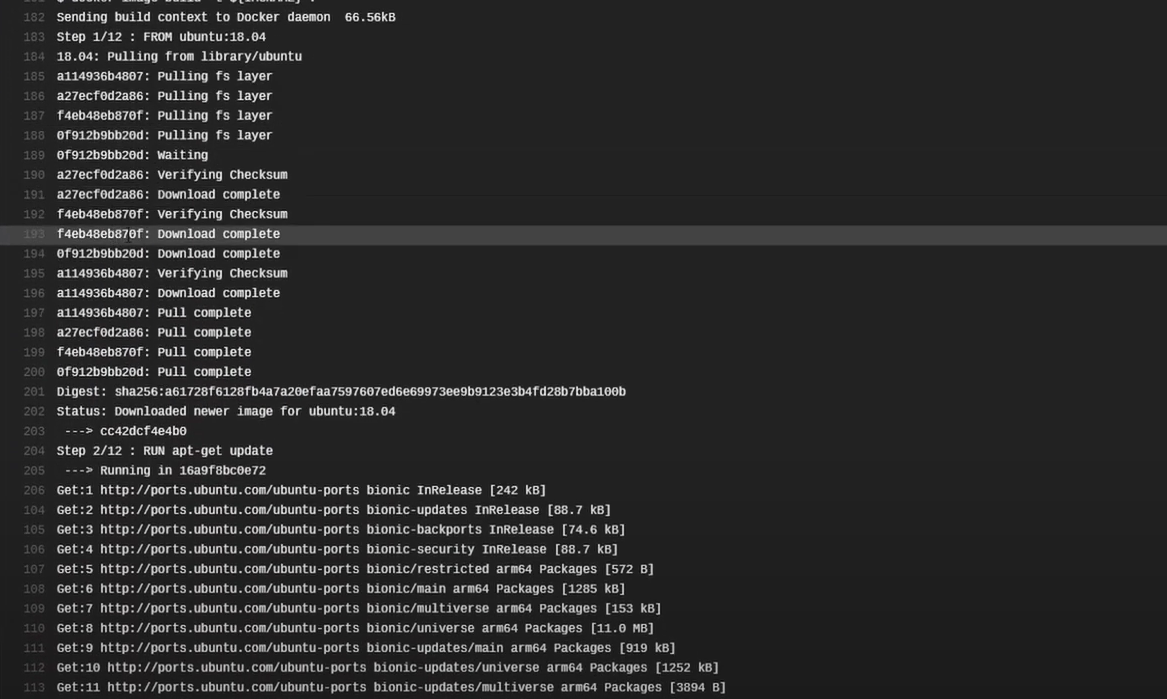 182 Sending build context to Docker daemon  66.56kB
183 Step 1/12 : FROM ubuntu:18.04
184 18.04: Pulling from library/ubuntu
185 a114936b4807: Pulling fs layer
186 a27ecf0d2a86: Pulling fs layer
187 f4eb48eb870f: Pulling fs layer
188 0f912b9bb20d: Pulling fs layer
189 0f912b9bb20d: Waiting
190 a27ecf0d2a86: Verifying Checksum
191 a27ecf0d2a86: Download complete
192 f4eb48eb870f: Verifying Checksum
193 f4eb48eb870f: Download complete
194 0f912b9bb20d: Download complete
195 a114936b4807: Verifying Checksum
196 a114936b4807: Download complete
197 a114936b4807: Pull complete
198 a27ecf0d2a86: Pull complete
199 f4eb48eb870f: Pull complete
200 0f912b9bb20d: Pull complete
201 Digest: sha256:a61728f6128fb4a7a20efaa7597607ed6e69973ee9b9123e3b4fd28b7bba100b
202 Status: Downloaded newer image for ubuntu:18.04
203  ---> cc42dcf4e4b0
204 Step 2/12 : RUN apt-get update
205  ---> Running in 16a9f8bc0e72
206 Get:1 http://ports.ubuntu.com/ubuntu-ports bionic InRelease [242 kB]
104 Get:2 http://ports.ubuntu.com/ubuntu-ports bionic-updates InRelease [88.7 kB]
105 Get:3 http://ports.ubuntu.com/ubuntu-ports bionic-backports InRelease [74.6 kB]
106 Get:4 http://ports.ubuntu.com/ubuntu-ports bionic-security InRelease [88.7 kB]
107 Get:5 http://ports.ubuntu.com/ubuntu-ports bionic/restricted arm64 Packages [572 B]
108 Get:6 http://ports.ubuntu.com/ubuntu-ports bionic/main arm64 Packages [1285 kB]
109 Get:7 http://ports.ubuntu.com/ubuntu-ports bionic/multiverse arm64 Packages [153 kB]
110 Get:8 http://ports.ubuntu.com/ubuntu-ports bionic/universe arm64 Packages [11.0 MB]
111 Get:9 http://ports.ubuntu.com/ubuntu-ports bionic-updates/main arm64 Packages [919 kB]
112 Get:10 http://ports.ubuntu.com/ubuntu-ports bionic-updates/universe arm64 Packages [1252 kB]
113 Get:11 http://ports.ubuntu.com/ubuntu-ports bionic-updates/multiverse arm64 Packages [3894 B]